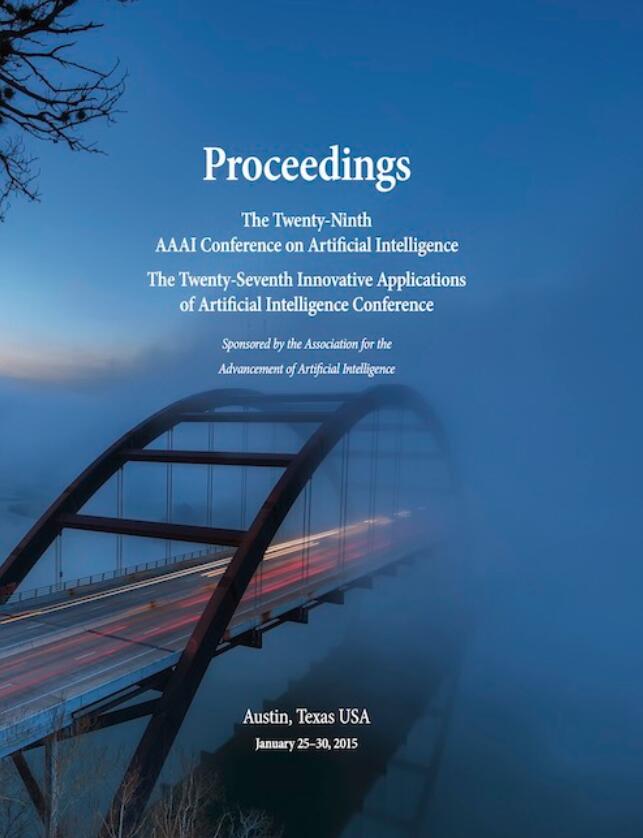 Proceedings
The Twenty-Ninth
AAAI Conference on Artificial Intelligence
The Twenty-Seventh Innovative Applications
of Artificial Intelligence Conference
Sponsored by the Association for the
Advancement of Artificial Intelligence
Austin, Texas USA
January 25–30, 2015